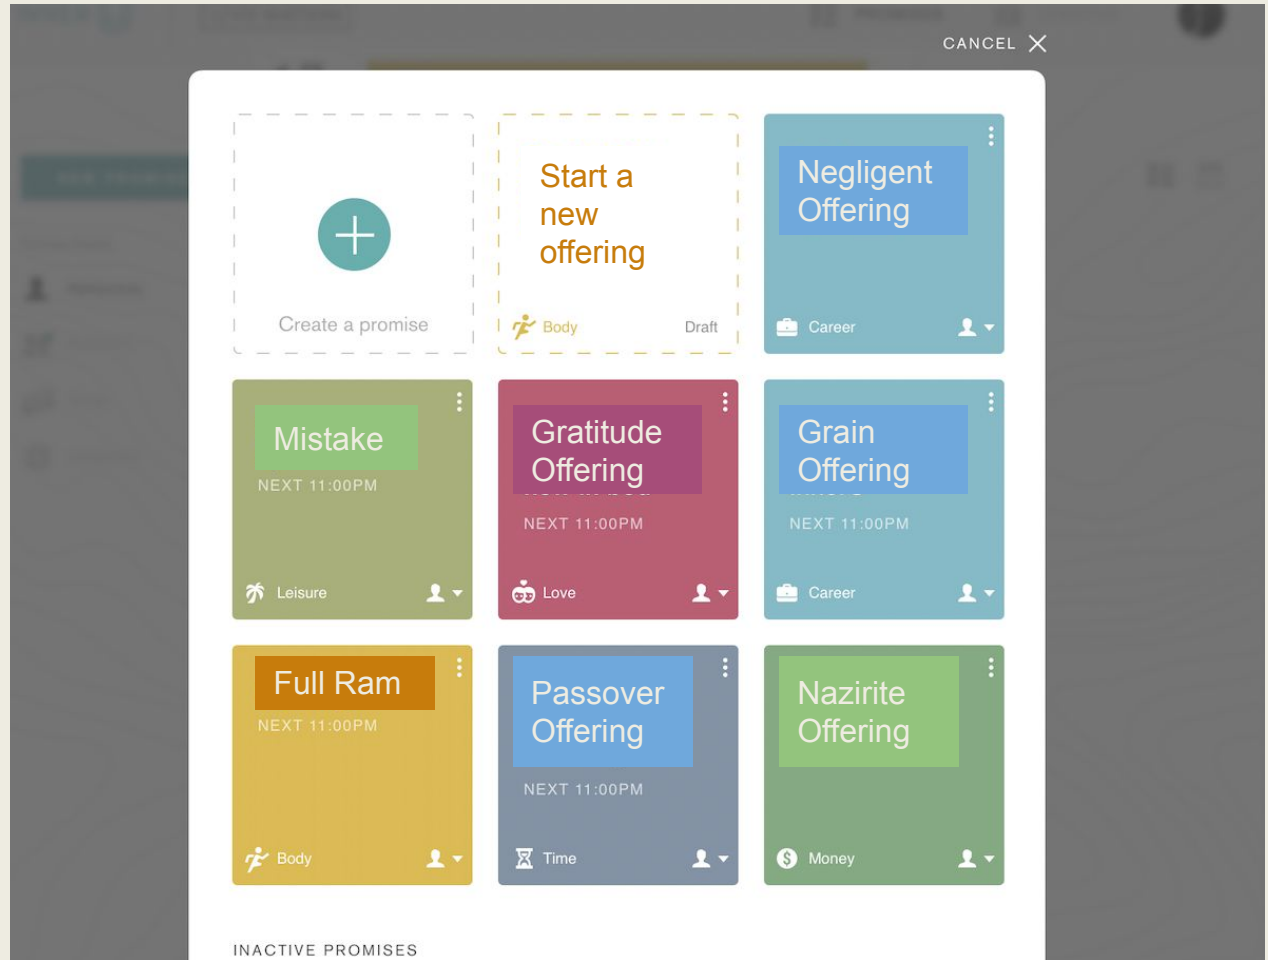 CANCEL
Start a
new
offering
Negligent
Offering
Create a promise
Body
Draft
Career
Mistake
NEXT 11:00PM
Leisure
Gratitude
Offering
NEXT 11:00PM
Love
Grain
Offering
NEXT 11:00PM
Career
Full Ram
NEXT 11:00PM
Body
Passover
Offering
NEXT 11:00PM
Time
Nazirite
Offering
Money
INACTIVE PROMISES